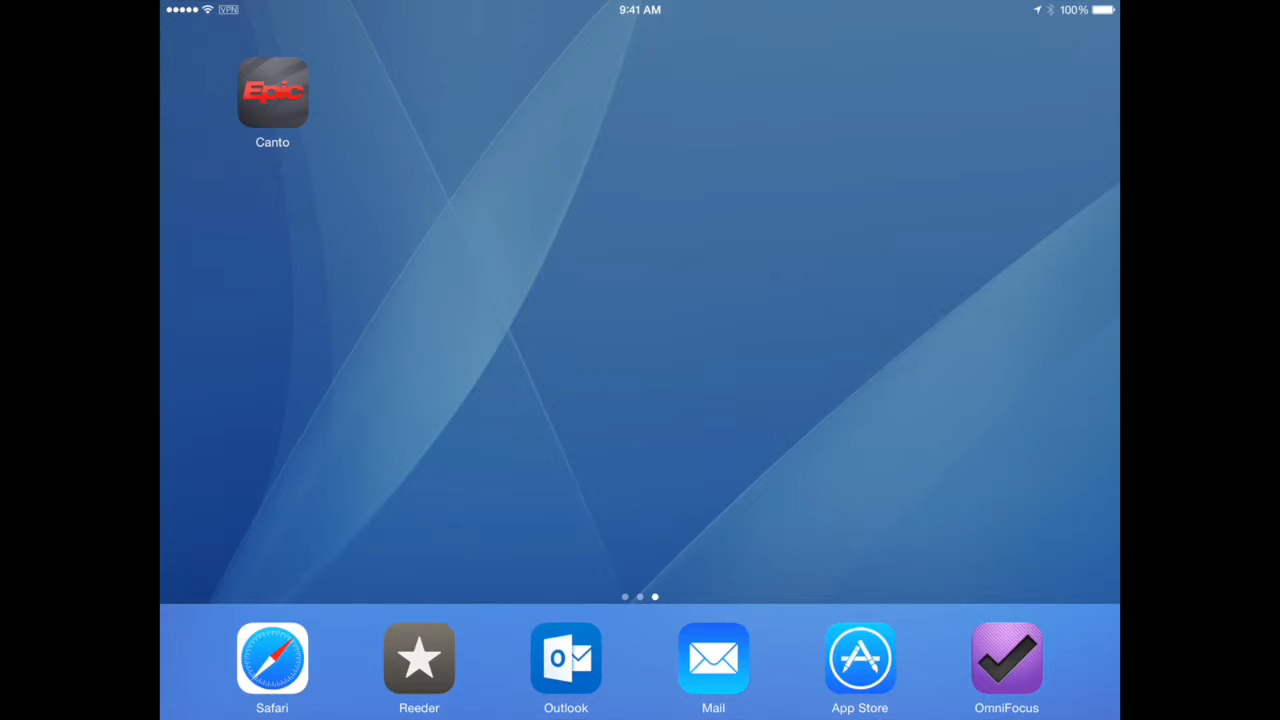 VPN
9:41 AM
100%
Epic
Canto
Safari
Reeder
Outlook
Mail
App Store
OmniFocus